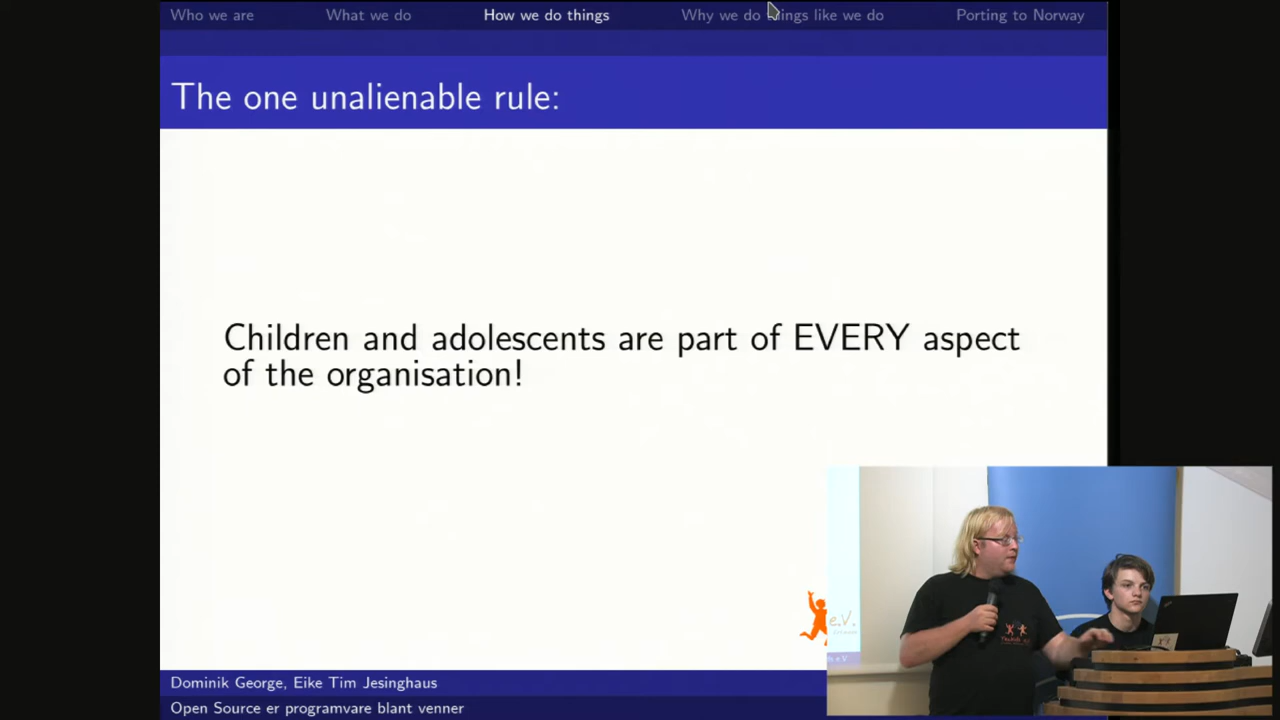 Who we are
What we do
How we do things
Why we do things like we do
Porting to Norway
The one unalienable rule:
Children and adolescents are part of EVERY aspect
of the organisation!
e.V.
Dominik George, Eike Tim Jesinghaus
Open Source er programvare blant venner